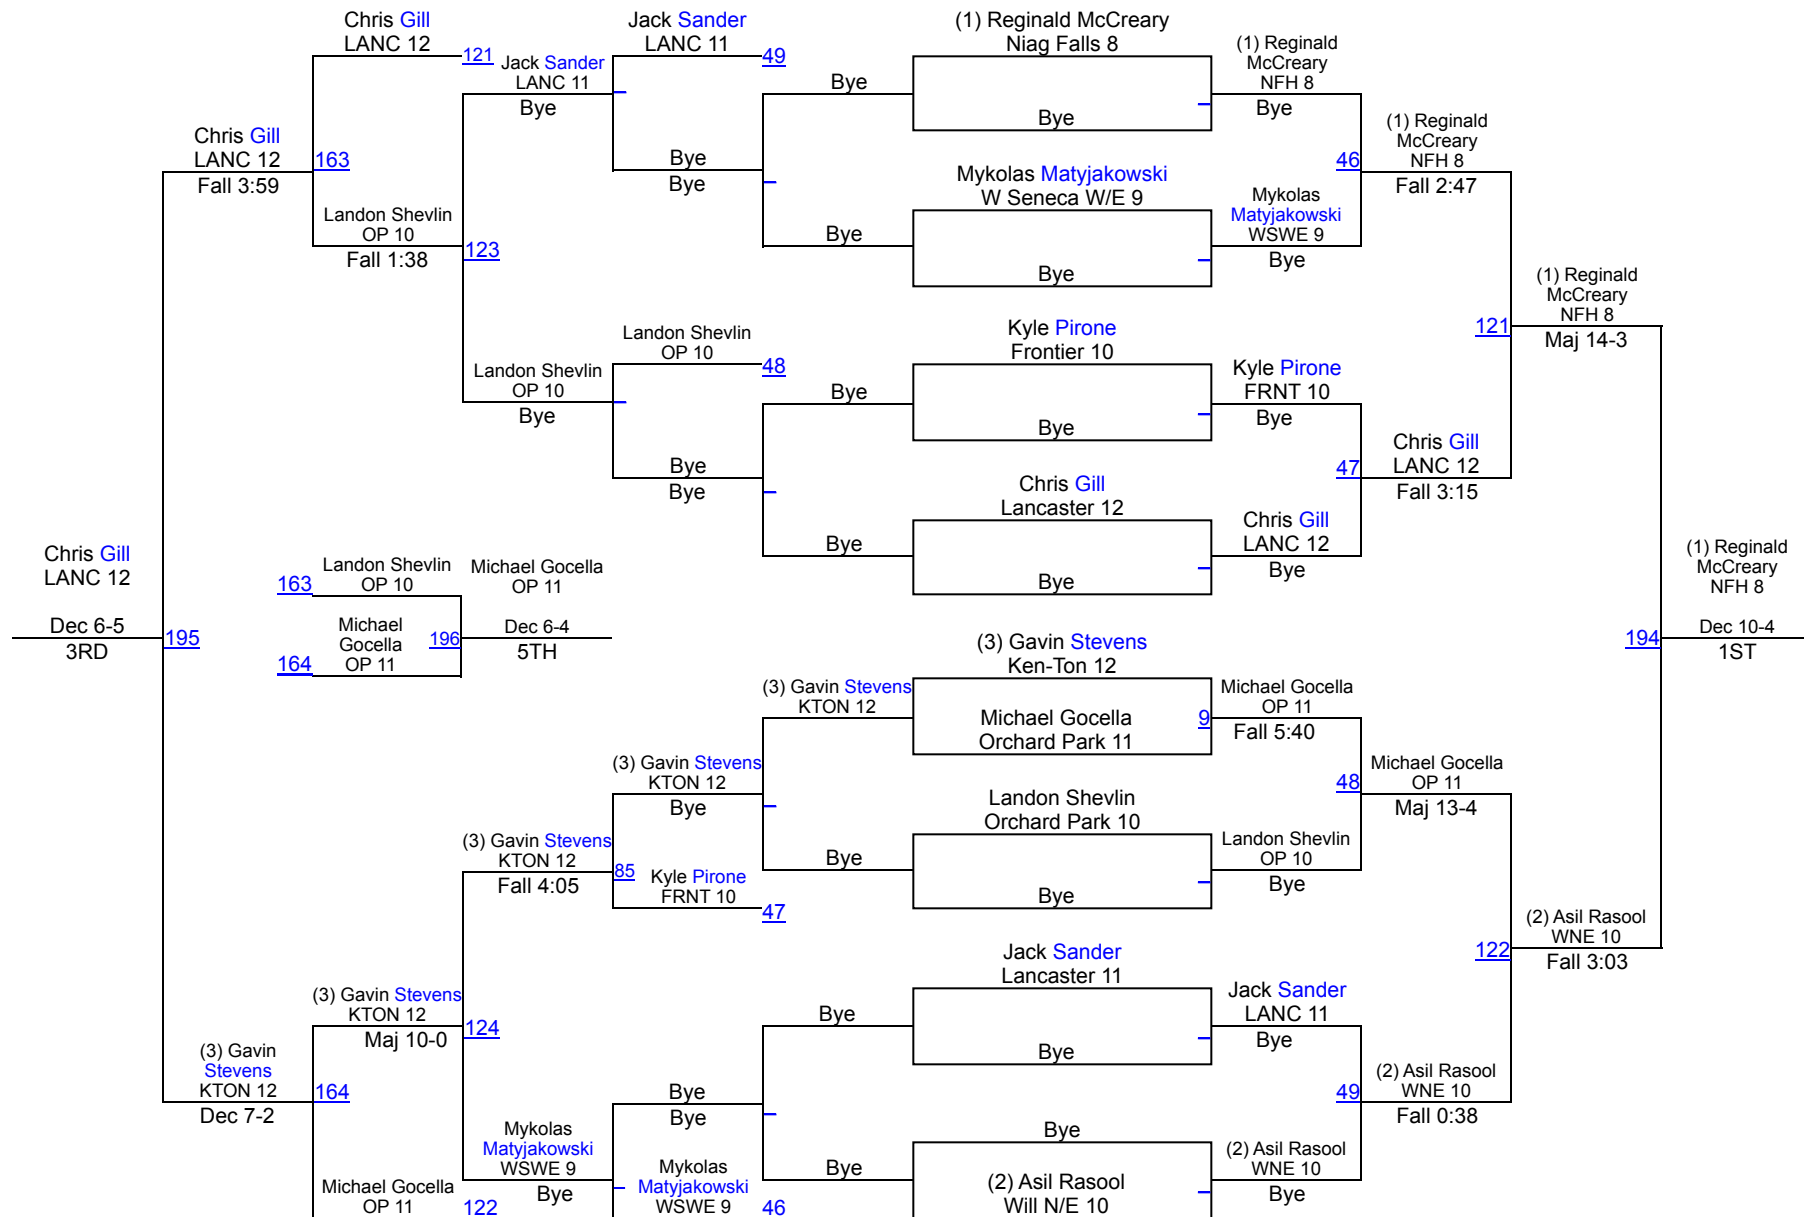 Chris Gill
LANC 12
121
Jack Sander
LANC 11
49
(1) Reginald McCreary
Niag Falls 8
(1) Reginald
McCreary
NFH 8
Bye
Jack Sander
LANC 11
Bye
Bye
Bye
Chris Gill
LANC 12
Fall 3:59
163
Bye
Bye
Mykolas Matyjakowski
W Seneca W/E 9
46
(1) Reginald
McCreary
NFH 8
Fall 2:47
Landon Shevlin
OP 10
Fall 1:38
123
Bye
Bye
Mykolas
Matyjakowski
WSWE 9
Bye
(1) Reginald
McCreary
NFH 8
Maj 14-3
121
Landon Shevlin
OP 10
48
Kyle Pirone
Frontier 10
Kyle Pirone
FRNT 10
Bye
Landon Shevlin
OP 10
Bye
Bye
Bye
Bye
Bye
47
Chris Gill
LANC 12
Fall 3:15
Chris Gill
Lancaster 12
Bye
Bye
Chris Gill
LANC 12
Bye
Chris Gill
LANC 12
Dec 6-5
3RD
195
163
Landon Shevlin
OP 10
Michael
Gocella
OP 11
164
196
Michael Gocella
OP 11
Dec 6-4
5TH
(1) Reginald
McCreary
NFH 8
Dec 10-4
1ST
194
(3) Gavin Stevens
Ken-Ton 12
(3) Gavin Stevens
KTON 12
Michael Gocella
Orchard Park 11
9
Michael Gocella
OP 11
Fall 5:40
(3) Gavin Stevens
KTON 12
Bye
Landon Shevlin
Orchard Park 10
48
Michael Gocella
OP 11
Maj 13-4
(3) Gavin Stevens
KTON 12
Fall 4:05
85
Kyle Pirone
FRNT 10
47
Bye
Bye
Landon Shevlin
OP 10
Bye
(2) Asil Rasool
WNE 10
Fall 3:03
122
Jack Sander
Lancaster 11
Jack Sander
LANC 11
Bye
(3) Gavin Stevens
KTON 12
Maj 10-0
124
Bye
Bye
(3) Gavin
Stevens
KTON 12
Dec 7-2
164
Bye
Bye
49
(2) Asil Rasool
WNE 10
Fall 0:38
Mykolas
Matyjakowski
WSWE 9
Bye
Bye
Bye
(2) Asil Rasool
Will N/E 10
(2) Asil Rasool
WNE 10
Bye
Michael Gocella
OP 11
122
Mykolas
Matyjakowski
WSWE 9
46